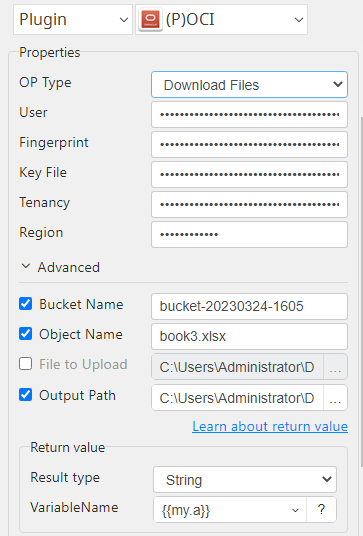 Plugin (P)OCI
Properties
OP Type Download Files
User ••••••••••••••••••••••••••••••••••
Fingerprint ••••••••••••••••••••••••••••••••••
Key File ••••••••••••••••••••••••••••••••••
Tenancy ••••••••••••••••••••••••••••••••••
Region ••••••••••••
Advanced
Bucket Name bucket-20230324-1605
Object Name book3.xlsx
File to Upload C:\Users\Administrator\D ...
Output Path C:\Users\Administrator\D ...
Learn about return value
Return value
Result type String
VariableName {{my.a}} ?